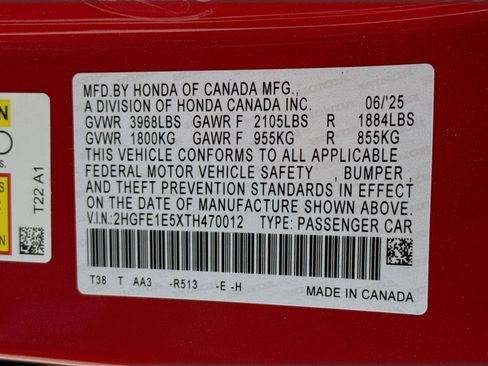 MFD.BY HONDA OF CANADA MFG.,
A DIVISION OF HONDA CANADA INC. 06/'25
GVWR 3968LBS GAWR F 2105LBS R 1884LBS
GVWR 1800KG GAWR F 955KG R 855KG
THIS VEHICLE CONFORMS TO ALL APPLICABLE
FEDERAL MOTOR VEHICLE SAFETY , BUMPER ,
AND THEFT PREVENTION STANDARDS IN EFFECT
ON THE DATE OF MANUFACTURE SHOWN ABOVE.
V.I.N:2HGFE1E5XTH470012 TYPE:PASSENGER CAR
T38 T AA3 -R513 -E -H
MADE IN CANADA
T22 A1